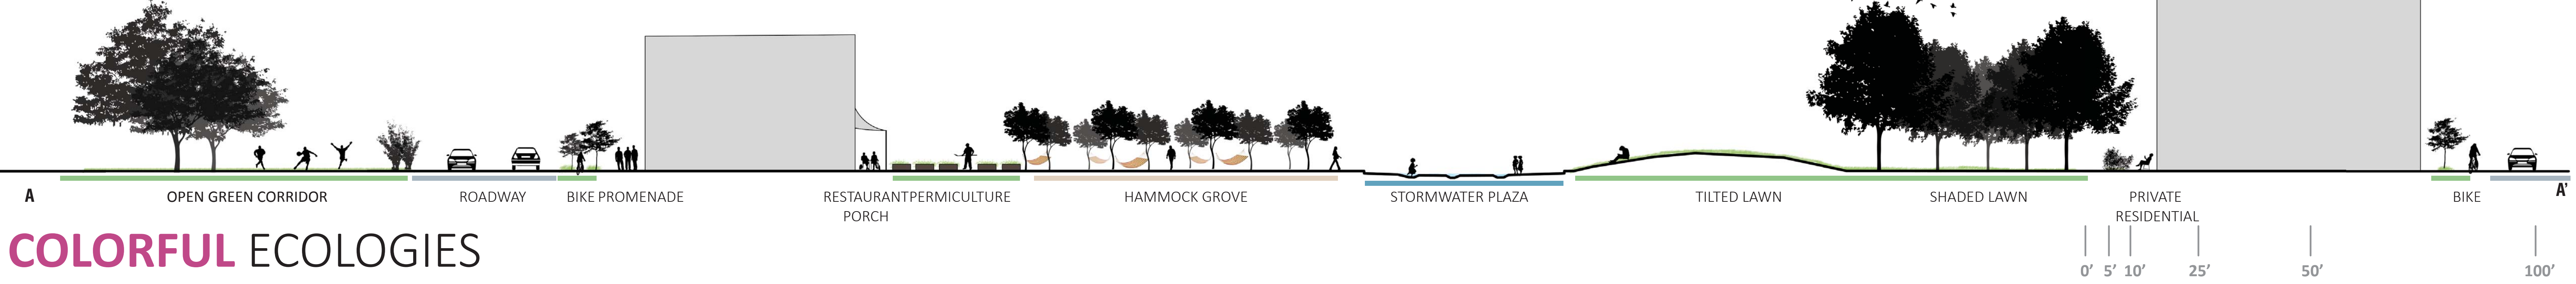 A OPEN GREEN CORRIDOR ROADWAY BIKE PROMENADE RESTAURANT PERMICULTURE HAMMOCK GROVE STORMWATER PLAZA TILTED LAWN SHADED LAWN PRIVATE BIKE A’
PORCH RESIDENTIAL
COLORFUL ECOLOGIES
0’ 5’ 10’ 25’ 50’ 100’